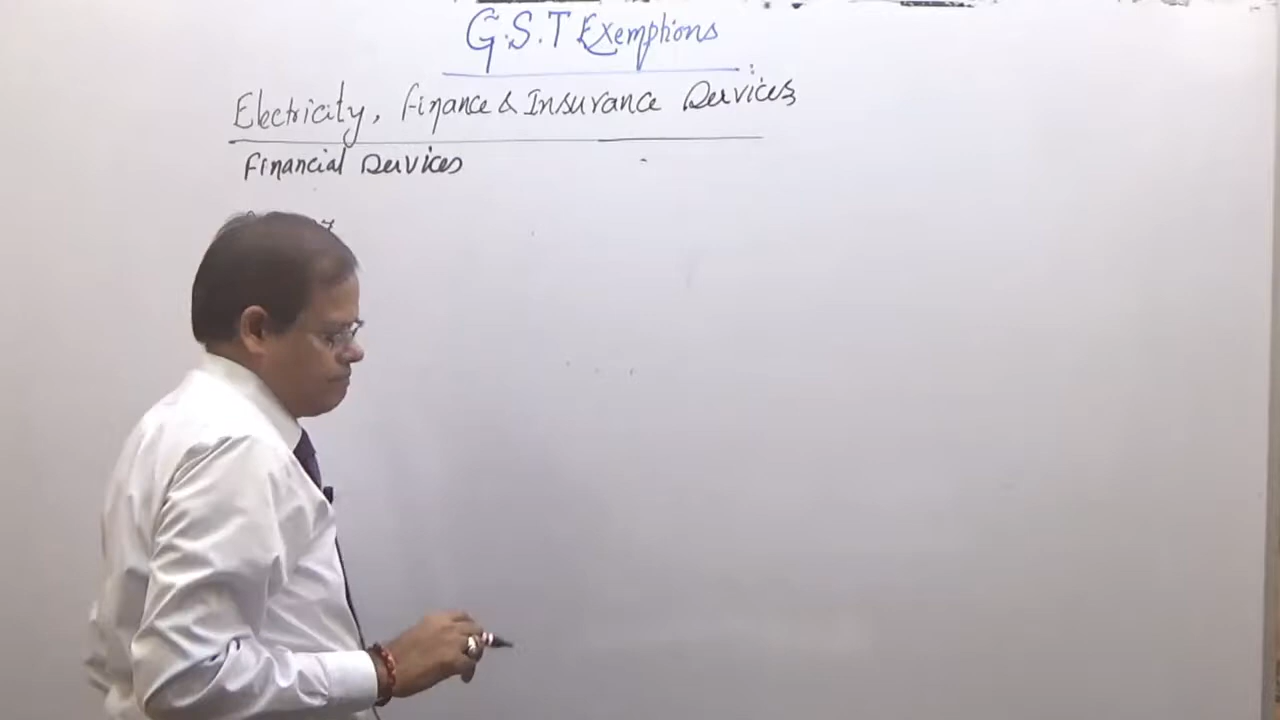 G.S.T Exemptions
Electricity, Finance & Insurance Services
Financial Services